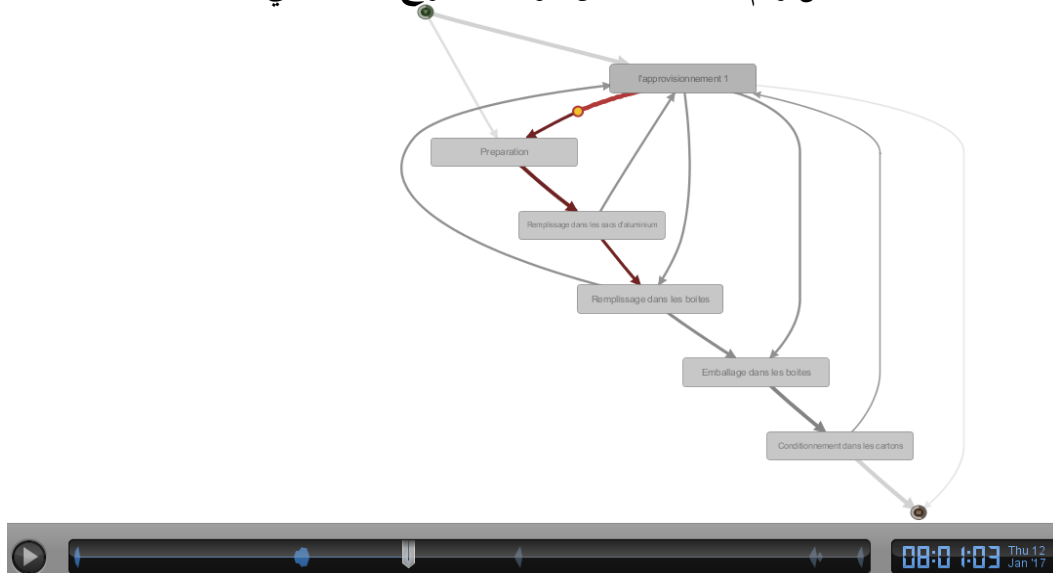 l'approvisionnement 1
Preparation
Remplissage dans les sacs d'aluminium
Remplissage dans les boites
Emballage dans les boites
Conditionnement dans les cartons
08:01:03 Thu 12
Jan '17